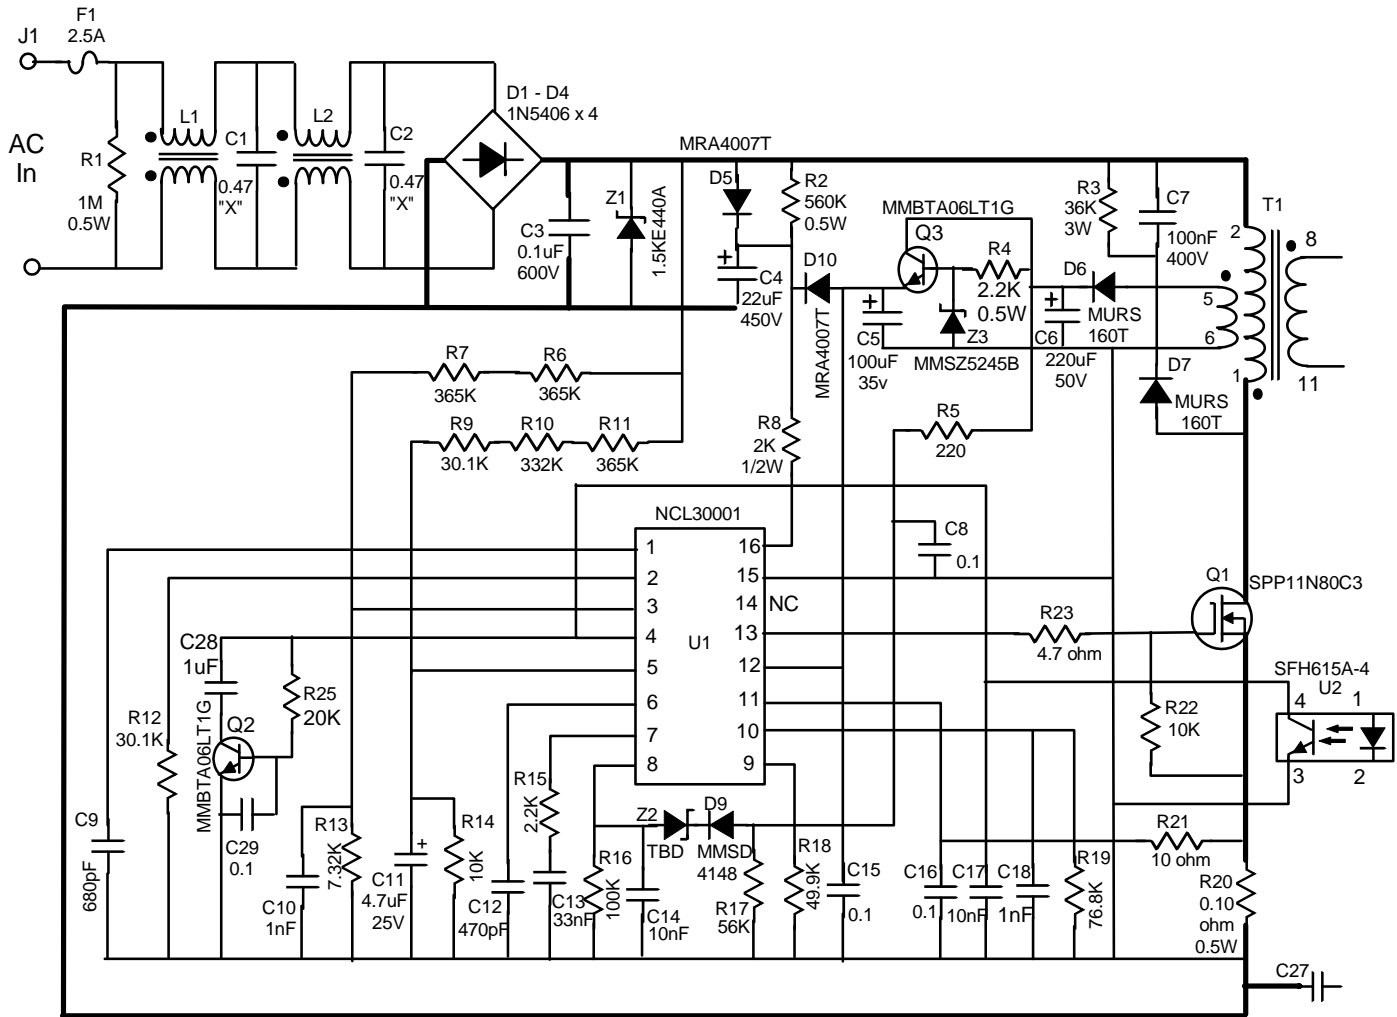 F1
2.5A
J1
AC
In
R1
1M
0.5W
L1
C1
0.47
"X"
L2
C2
0.47
"X"
D1 - D4
1N5406 x 4
C3
0.1uF
600V
Z1
1.5KE440A
MRA4007T
D5
C4
22uF
450V
R2
560K
0.5W
D10
MRA4007T
MMBTA06LT1G
Q3
R4
2.2K
0.5W
C5
100uF
35v
Z3
MMSZ5245B
C6
220uF
50V
D6
MURS
160T
R3
36K
3W
C7
100nF
400V
D7
MURS
160T
T1
2
5
6
1
8
11
R7
365K
R6
365K
R9
30.1K
R10
332K
R11
365K
R8
2K
1/2W
R5
220
C8
0.1
NCL30001
U1
1
2
3
4
5
6
7
8
16
15
14
13
12
11
10
9
NC
R23
4.7 ohm
Q1
SPP11N80C3
R22
10K
SFH615A-4
U2
4
1
3
2
C28
1uF
R25
20K
Q2
MMBTA06LT1G
R12
30.1K
C9
680pF
C29
0.1
C10
1nF
R13
7.32K
C11
4.7uF
25V
R14
10K
C12
470pF
R15
2.2K
C13
33nF
R16
100K
Z2
TBD
D9
MMSD
4148
C14
10nF
R17
56K
R18
49.9K
C15
0.1
C16
0.1
C17
10nF
C18
1nF
R19
76.8K
R21
10 ohm
R20
0.10
ohm
0.5W
C27